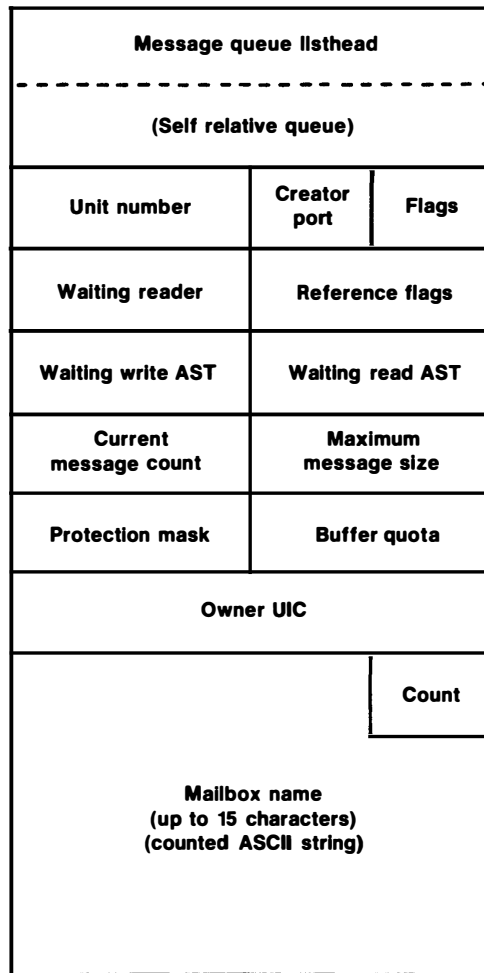 Message queue listhead
(Self relative queue)
Unit number
Creator
port
Flags
Waiting reader
Reference flags
Waiting write AST
Waiting read AST
Current
message count
Maximum
message size
Protection mask
Buffer quota
Owner UIC
Count
Mailbox name
(up to 15 characters)
(counted ASCII string)